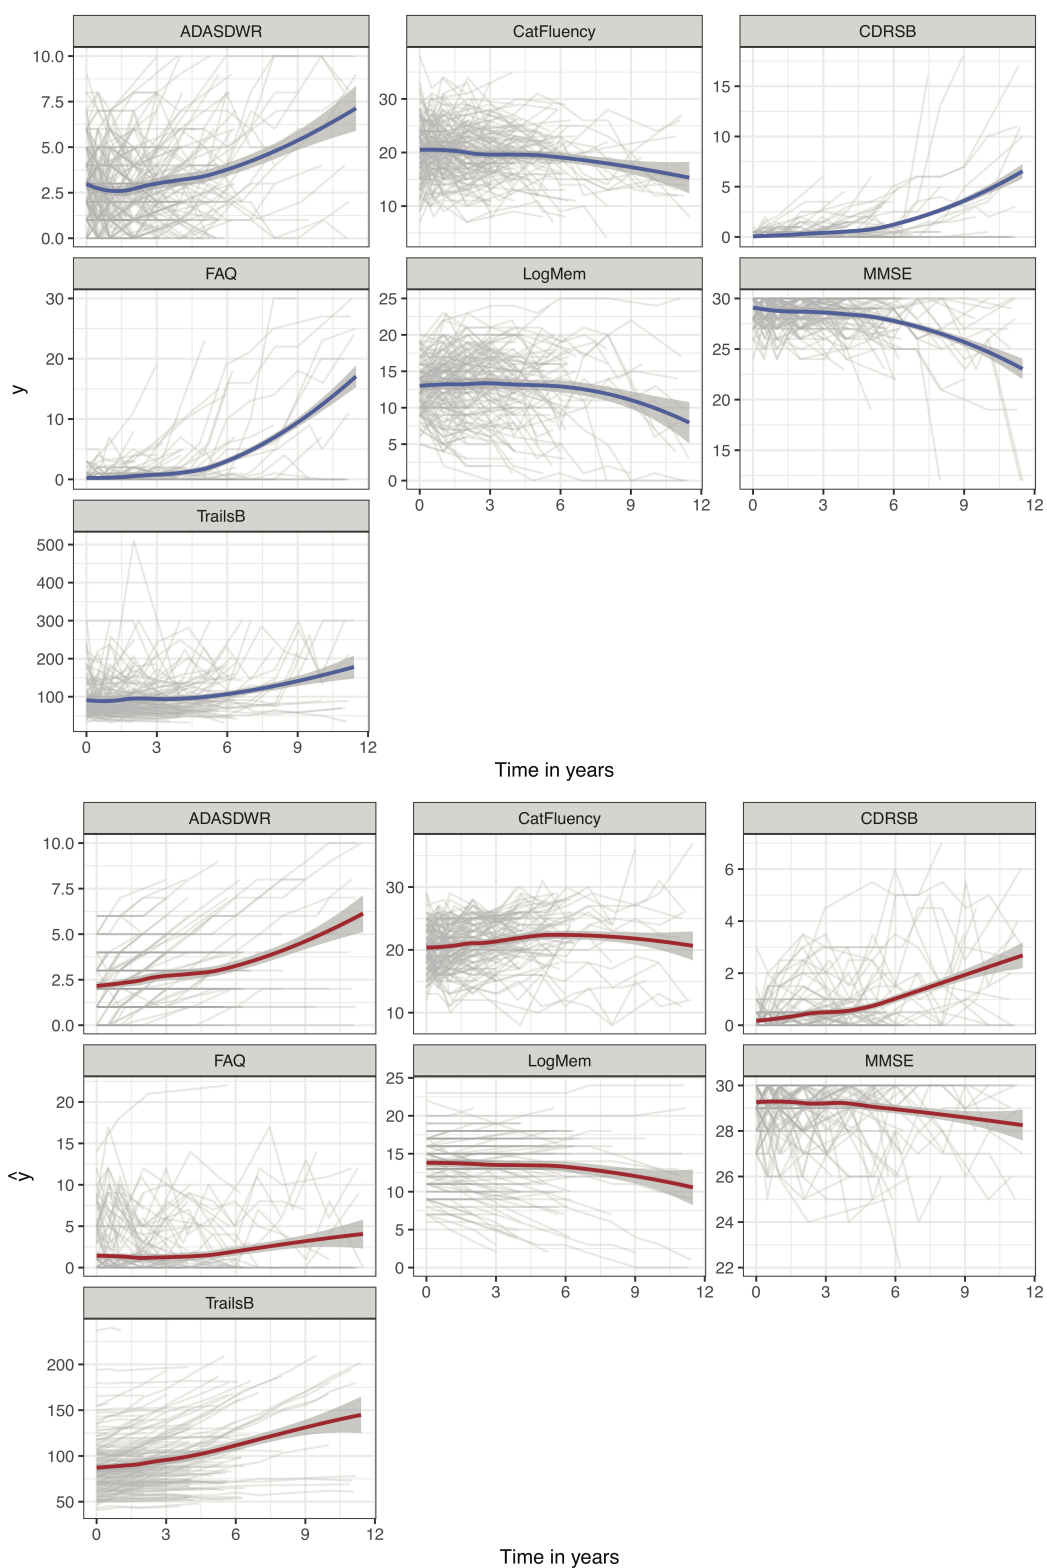 ADASDWR CatFluency CDRSB
10.0 7.5 5.0 2.5 0.0
30 20 10
15 10 5 0
FAQ LogMem MMSE
30 20 10 0
25 20 15 10 5 0
30 25 20 15
0 3 6 9 12 0 3 6 9 12
y
TrailsB
500 400 300 200 100
0 3 6 9 12
Time in years
ADASDWR CatFluency CDRSB
10.0 7.5 5.0 2.5 0.0
30 20 10
6 4 2 0
FAQ LogMem MMSE
20 15 10 5 0
25 20 15 10 5 0
30 28 26 24 22
0 3 6 9 12 0 3 6 9 12
ŷ
TrailsB
200 150 100 50
0 3 6 9 12
Time in years